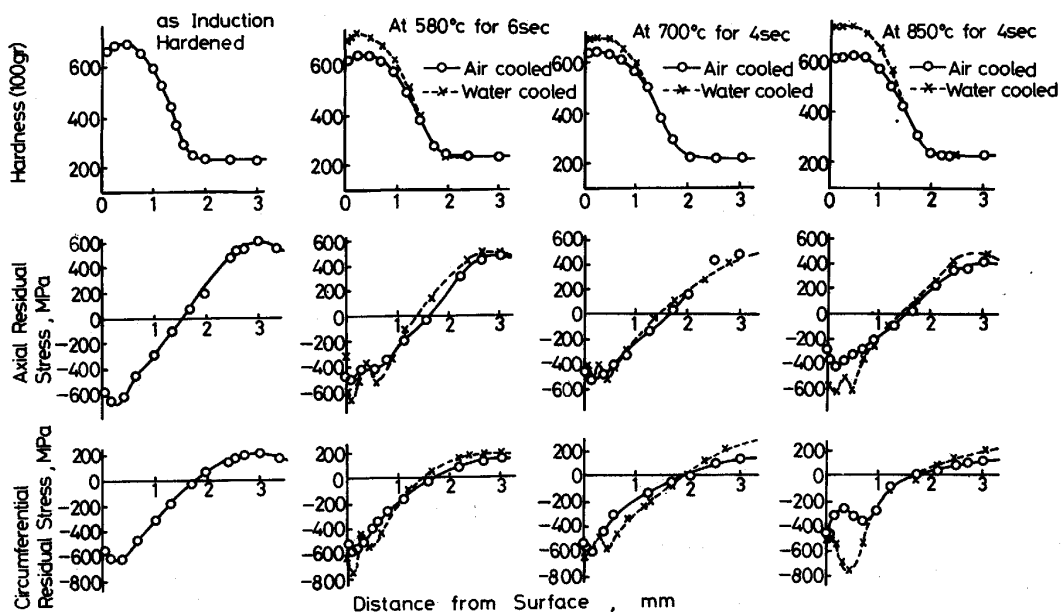 as Induction
Hardened
At 580°c for 6sec
At 700°c for 4sec
At 850°c for 4sec
Air cooled
Water cooled
Air cooled
Water cooled
Air cooled
Water cooled
Hardness (100gr)
600
400
200
0 1 2 3
600
400
200
0 1 2 3
600
400
200
0 1 2 3
600
400
200
0 1 2 3
Axial Residual
Stress , MPa
600
400
200
0
-200
-400
-600
1 2 3
600
400
200
0
-200
-400
-600
1 2 3
600
400
200
0
-200
-400
-600
1 2 3
600
400
200
0
-200
-400
-600
1 2 3
Circumferential
Residual Stress , MPa
200
0
-200
-400
-600
-800
1 2 3
200
0
-200
-400
-600
-800
1 2 3
200
0
-200
-400
-600
-800
1 2 3
200
0
-200
-400
-600
-800
1 2 3
Distance from Surface , mm